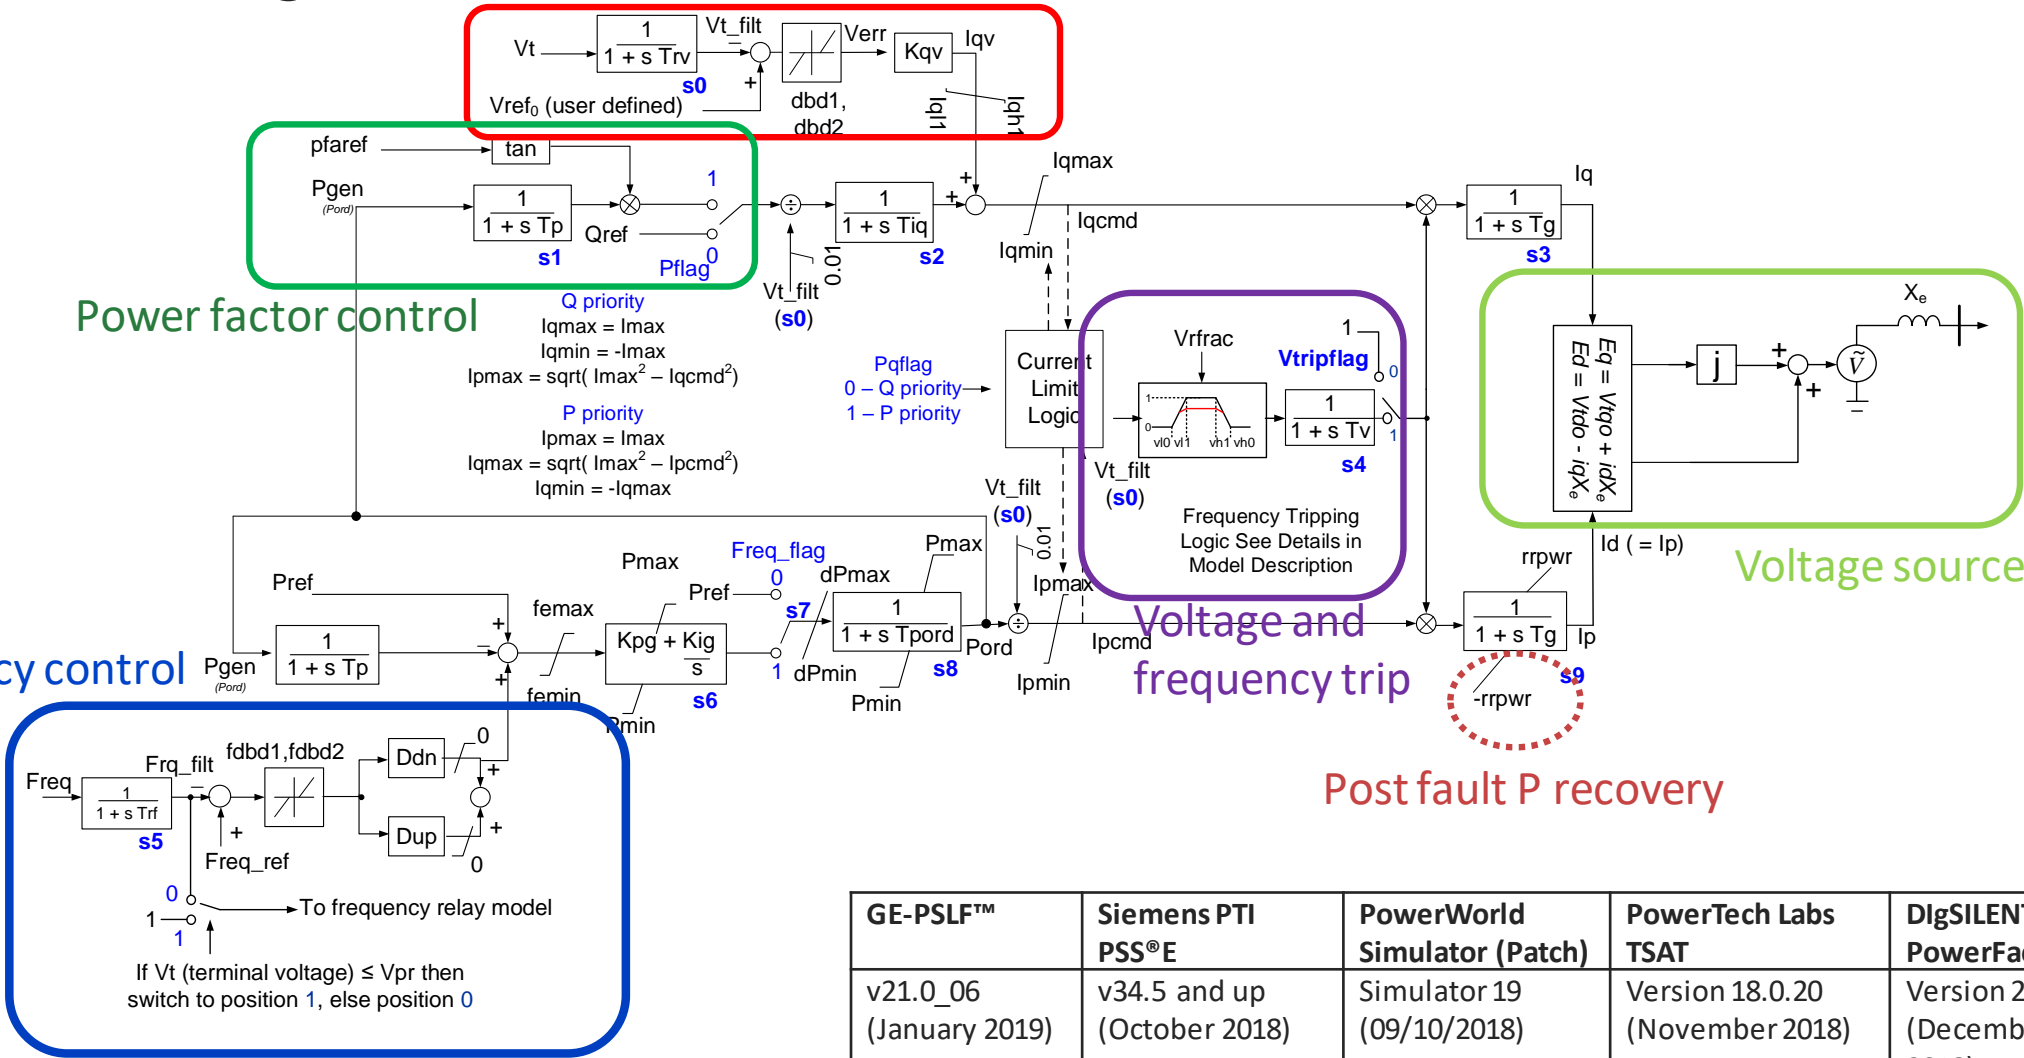 Vt
1
1 + s Trv
s0
Vt_filt
−
+
Vref0 (user defined)
dbd1,
dbd2
Verr
Kqv
Iqv
Iql1
Iqh1
pfaref
tan
Pgen
(Pord)
1
1 + s Tp
s1
Qref
1
0
Pflag
Power factor control
÷
Vt_filt
(s0)
0.01
1
1 + s Tiq
s2
+
+
Iqmax
Iqmin
Iqcmd
1
1 + s Tg
s3
Iq
Q priority
Iqmax = Imax
Iqmin = -Imax
Ipmax = sqrt( Imax2 – Iqcmd2)
P priority
Ipmax = Imax
Iqmax = sqrt( Imax2 – Ipcmd2)
Iqmin = -Iqmax
Pqflag
0 – Q priority
1 – P priority
Current
Limit
Logic
Vrfrac
1
0
vl0 vl1 vh1 vh0
Vt_filt
(s0)
1
Vtripflag
0
1
1
1 + s Tv
s4
Frequency Tripping
Logic See Details in
Model Description
Voltage and
frequency trip
Eq = Vtqo + idXe
Ed = Vtdo - iqXe
j
+
+
Ṽ
Xe
Voltage source
Id ( = Ip)
rrpwr
1
1 + s Tg
Ip
s9
-rrpwr
Post fault P recovery
Pref
Pgen
(Pord)
1
1 + s Tp
+
−
+
femax
femin
Pmax
Kpg + Kig
s
s6
Pmin
Freq_flag
0
Pref
s7
1
dPmax
dPmin
Pmax
1
1 + s Tpord
s8
Pmin
Pord
÷
Vt_filt
(s0)
0.01
Ipmax
Ipmin
Ipcmd
cy control
Freq
1
1 + s Trf
s5
Frq_filt
−
+
Freq_ref
fdbd1,fdbd2
Ddn
0
+
Dup
0
+
0
1
1
To frequency relay model
If Vt (terminal voltage) ≤ Vpr then
switch to position 1, else position 0
GE-PSLF™
Siemens PTI
PSS®E
PowerWorld
Simulator (Patch)
PowerTech Labs
TSAT
DIgSILENT
PowerFac
v21.0_06
(January 2019)
v34.5 and up
(October 2018)
Simulator 19
(09/10/2018)
Version 18.0.20
(November 2018)
Version 2
(Decemb